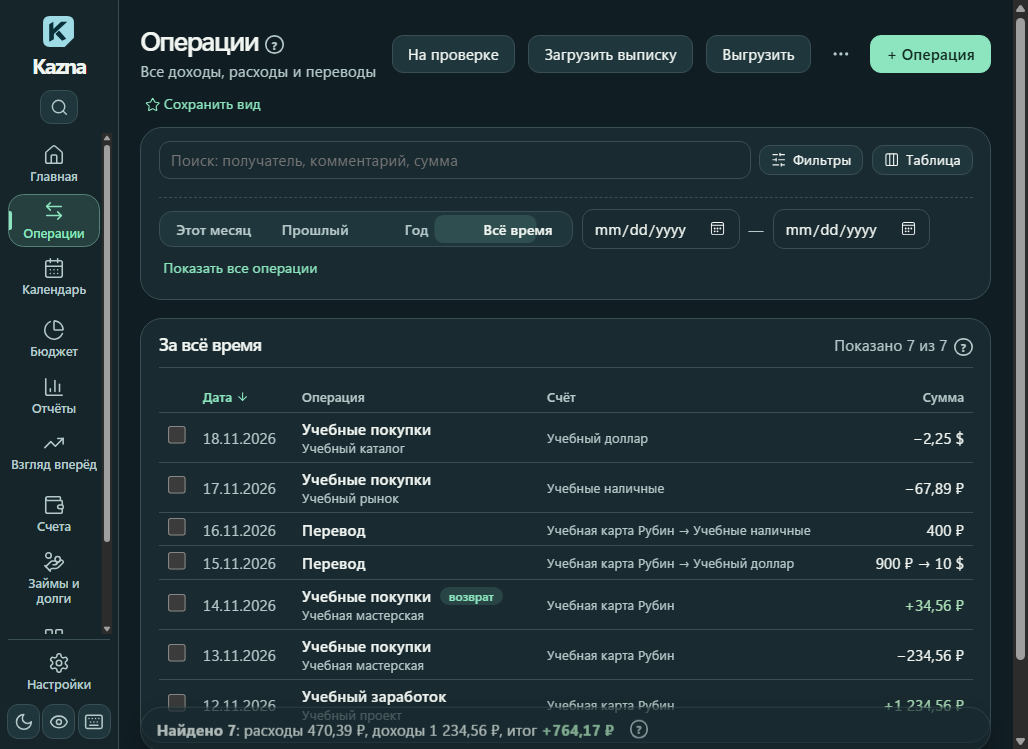 Kazna
Главная
Операции
Календарь
Бюджет
Отчёты
Взгляд вперёд
Счета
Займы и
долги
Настройки
Операции ?
Все доходы, расходы и переводы
На проверке
Загрузить выписку
Выгрузить
+ Операция
Сохранить вид
Поиск: получатель, комментарий, сумма
Фильтры
Таблица
Этот месяц
Прошлый
Год
Всё время
mm/dd/yyyy — mm/dd/yyyy
Показать все операции
За всё время
Показано 7 из 7 ?
Дата ↓ Операция Счёт Сумма
18.11.2026 Учебные покупки Учебный доллар −2,25 $
Учебный каталог
17.11.2026 Учебные покупки Учебные наличные −67,89 ₽
Учебный рынок
16.11.2026 Перевод Учебная карта Рубин → Учебные наличные 400 ₽
15.11.2026 Перевод Учебная карта Рубин → Учебный доллар 900 ₽ → 10 $
14.11.2026 Учебные покупки возврат Учебная карта Рубин +34,56 ₽
Учебная мастерская
13.11.2026 Учебные покупки Учебная карта Рубин −234,56 ₽
Учебная мастерская
12.11.2026 Учебный заработок Учебная карта Рубин +1 234,56 ₽
Учебный проект
Найдено 7: расходы 470,39 ₽, доходы 1 234,56 ₽, итог +764,17 ₽ ?